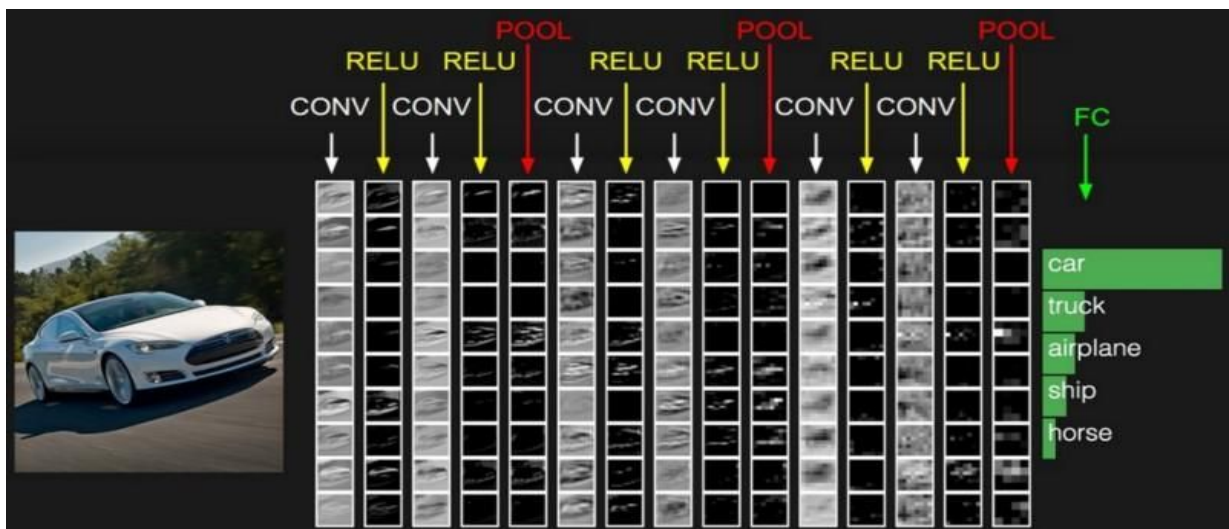 POOL POOL POOL
RELU RELU RELU RELU RELU RELU
CONV CONV CONV CONV CONV CONV
FC
car
truck
airplane
ship
horse